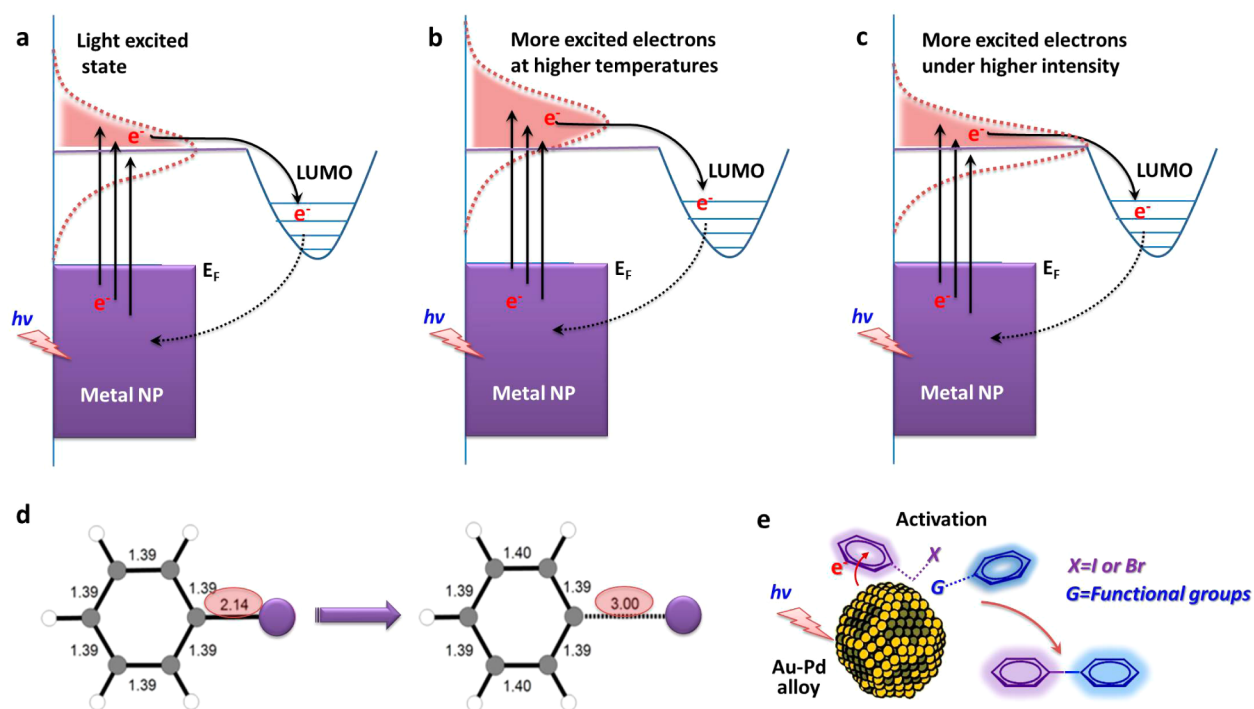 a
Light excited
state
e⁻
LUMO
e⁻
E_F
e⁻
hν
Metal NP
b
More excited electrons
at higher temperatures
e⁻
LUMO
e⁻
E_F
e⁻
hν
Metal NP
c
More excited electrons
under higher intensity
e⁻
LUMO
e⁻
E_F
e⁻
hν
Metal NP
d
1.39
1.39
1.39
2.14
1.39
1.39
1.39
1.40
1.39
1.39
3.00
1.39
1.39
1.40
e
Activation
X
e⁻
G
X=I or Br
G=Functional groups
hν
Au-Pd
alloy